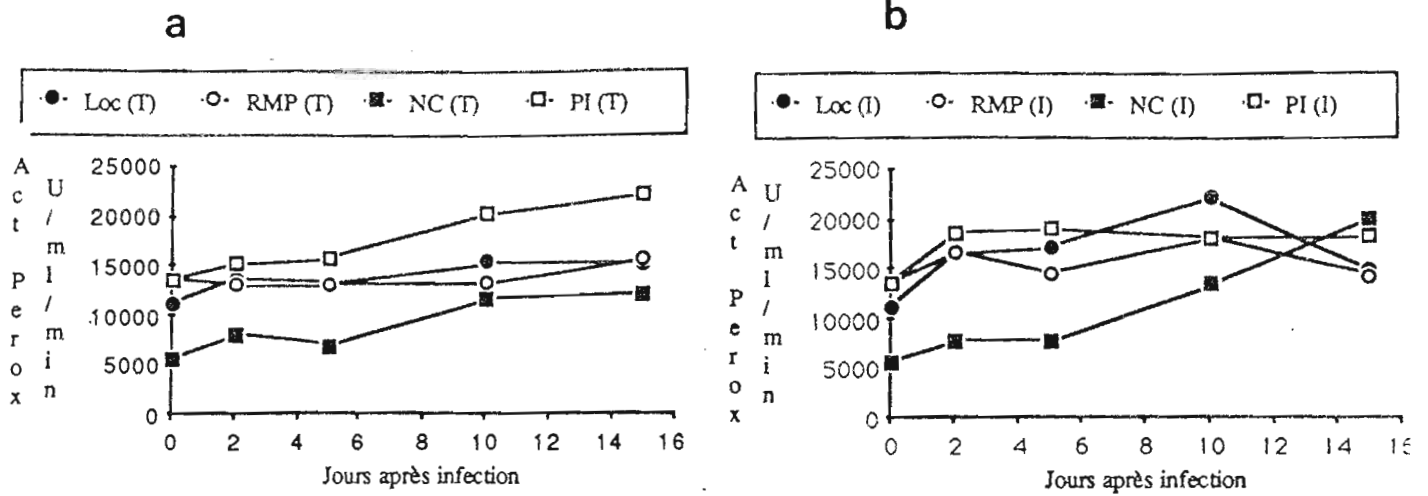 a
Loc (T) RMP (T) NC (T) PI (T)
Act Perox
U/ml/min
25000
20000
15000
10000
5000
0
0 2 4 6 8 10 12 14 16
Jours après infection
b
Loc (I) RMP (I) NC (I) PI (I)
Act Perox
U/ml/min
25000
20000
15000
10000
5000
0
0 2 4 6 8 10 12 14
Jours après infection